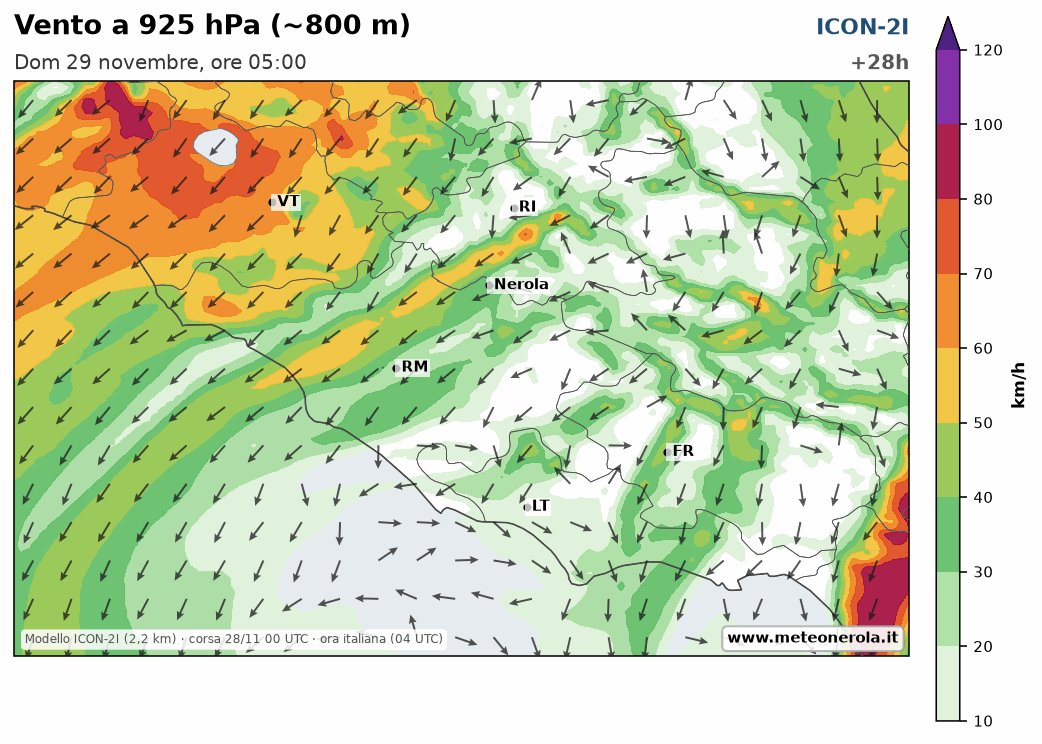 Vento a 925 hPa (~800 m)
ICON-2I
Dom 29 novembre, ore 05:00
+28h
VT
RI
Nerola
RM
FR
LT
120
100
80
70
60
50
40
30
20
10
km/h
Modello ICON-2I (2,2 km) · corsa 28/11 00 UTC · ora italiana (04 UTC)
www.meteonerola.it